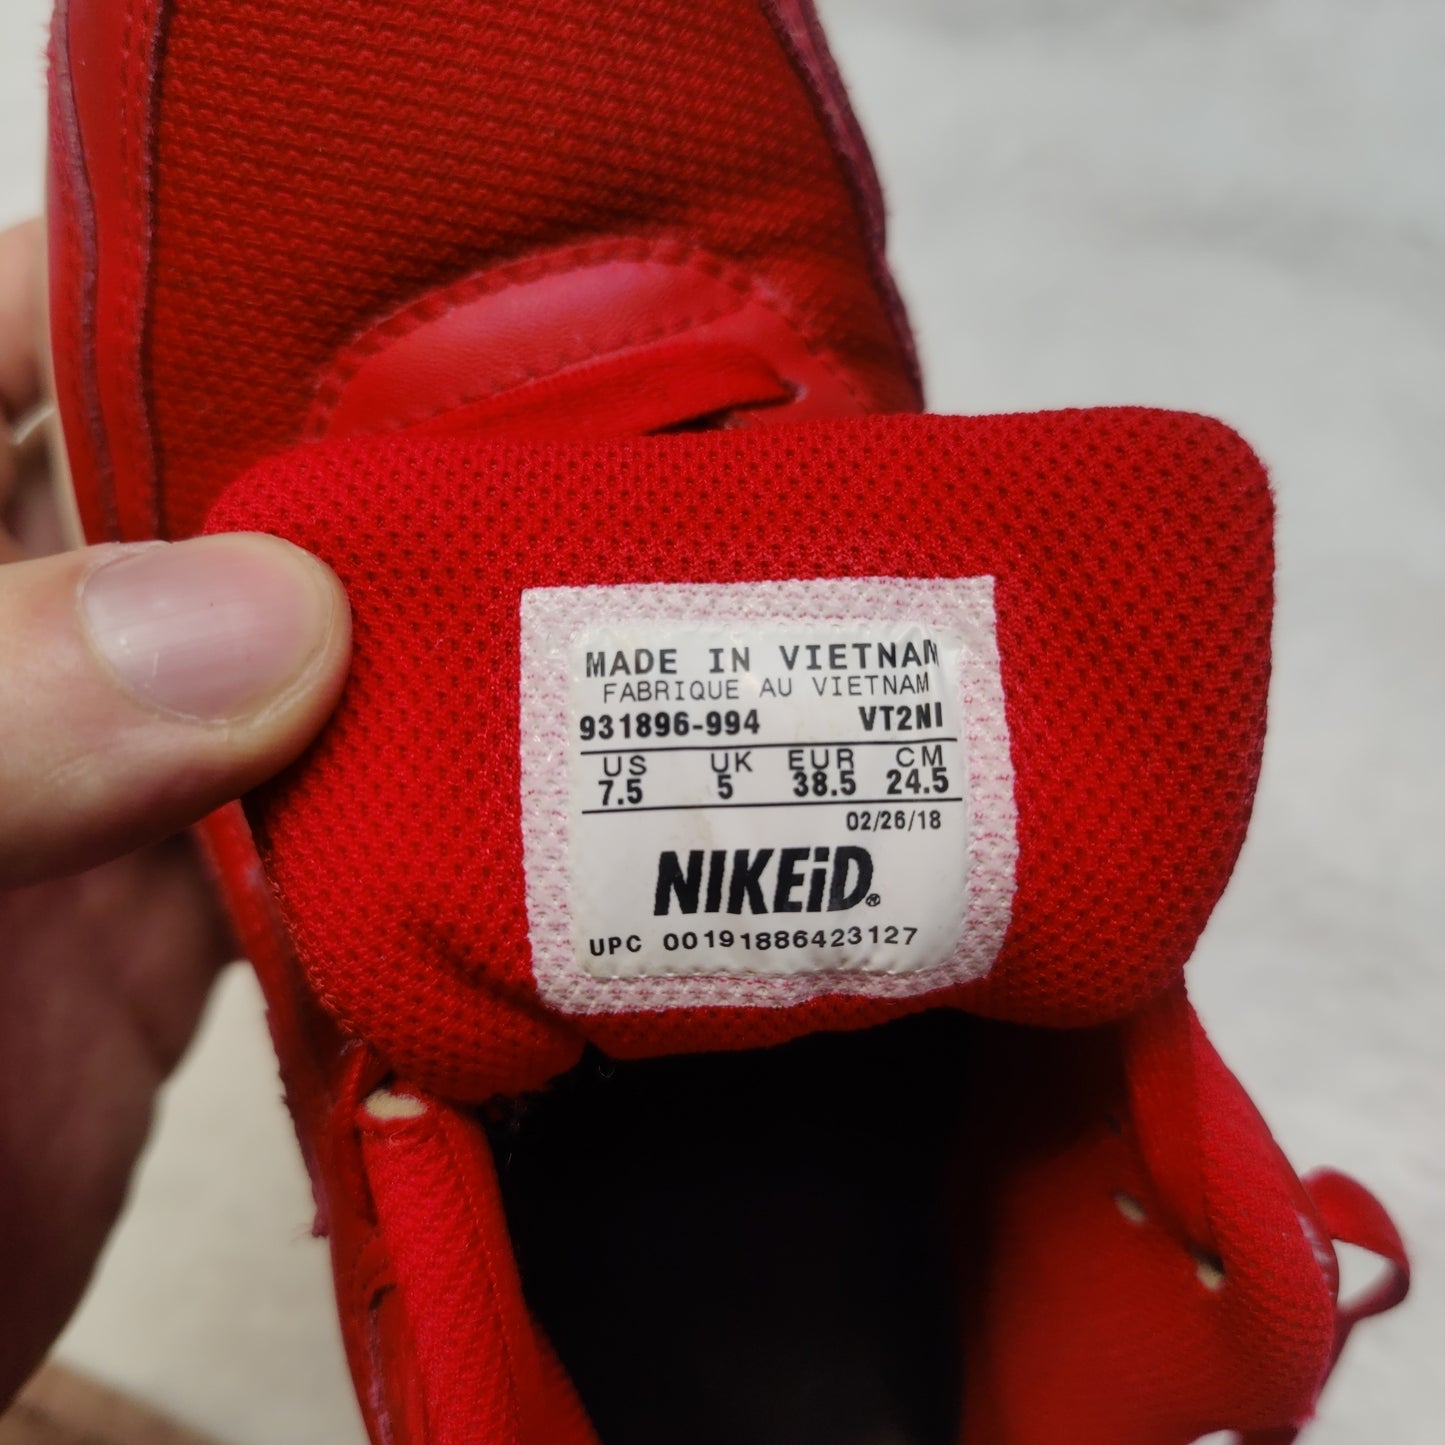 MADE IN VIETNAM
FABRIQUE AU VIETNAM
931896-994 VT2NI
US UK EUR CM
7.5 5 38.5 24.5
02/26/18
NIKEiD®
UPC 00191886423127